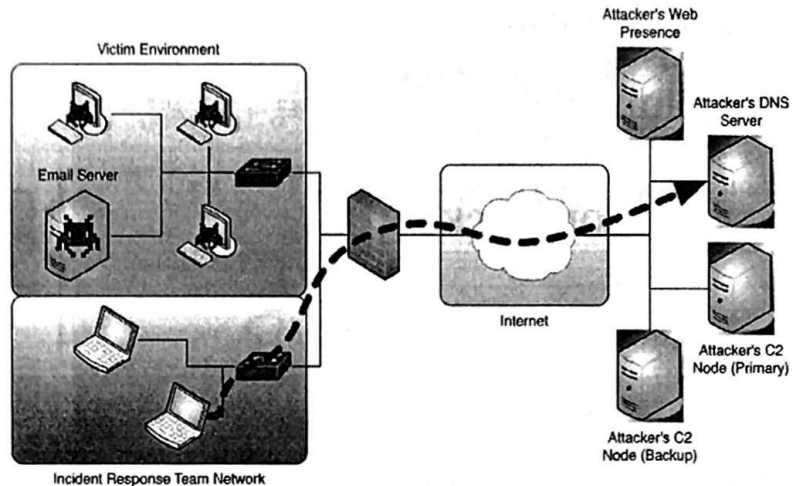 Attacker's Web
Presence
Victim Environment
Attacker's DNS
Server
Email Server
Internet
Attacker's C2
Node (Primary)
Attacker's C2
Node (Backup)
Incident Response Team Network